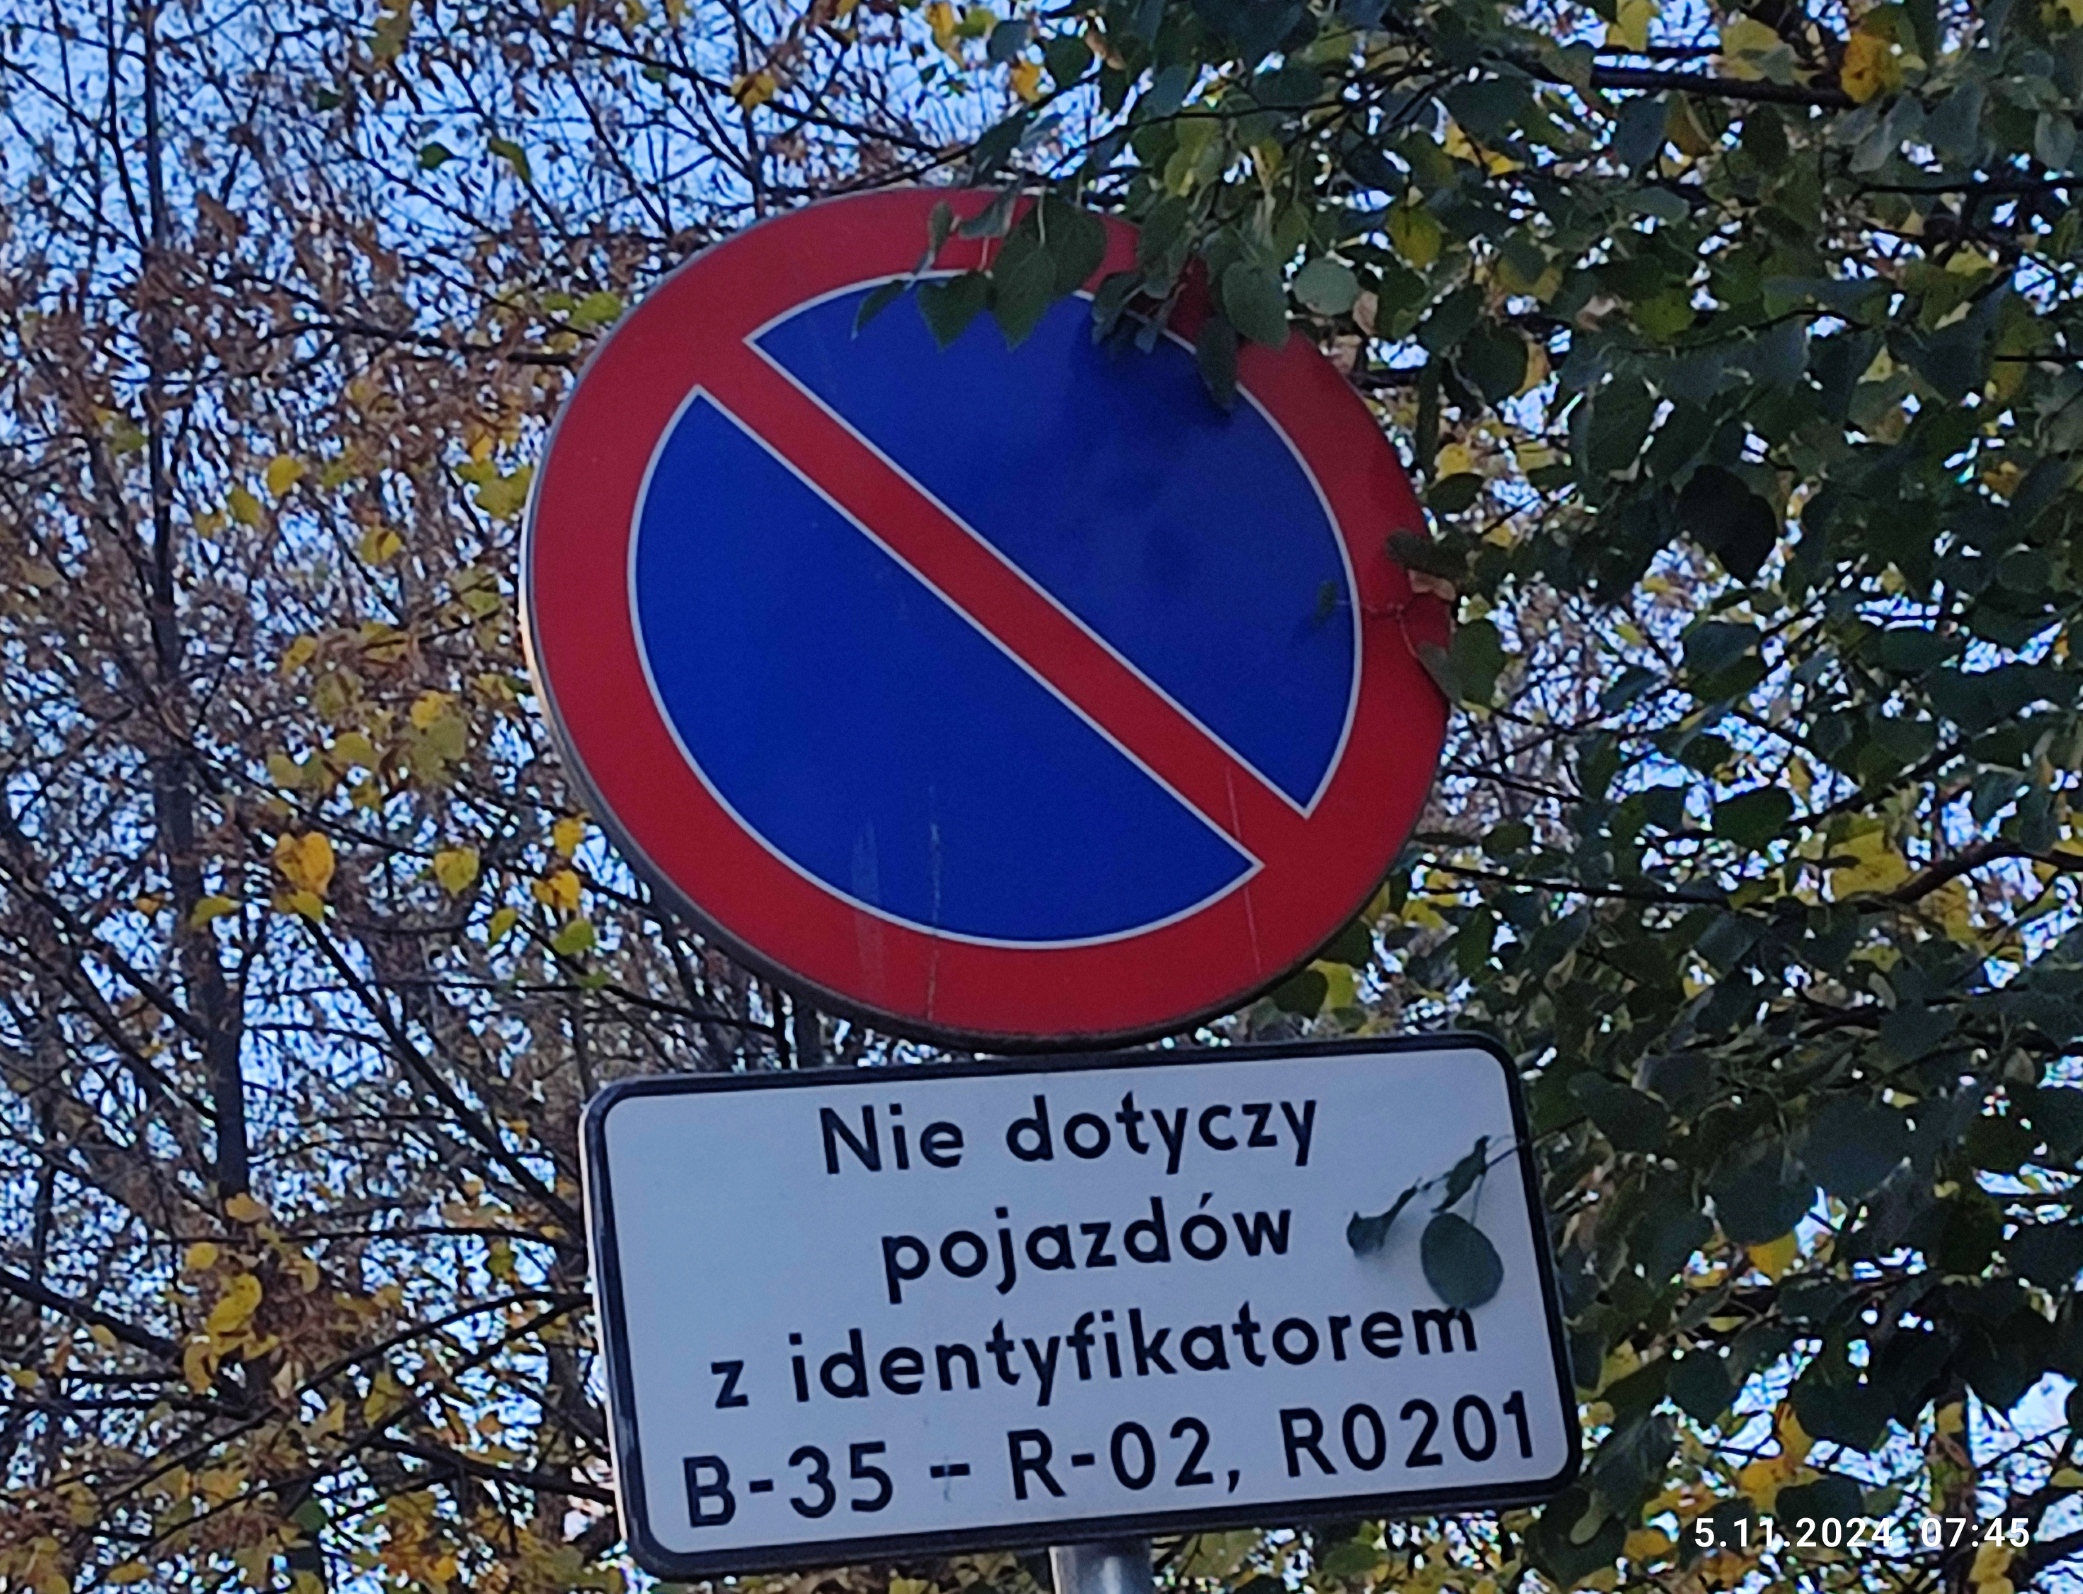 Nie dotyczy
pojazdów
z identyfikatorem
B-35 - R-02, R0201
5.11.2024 07:45